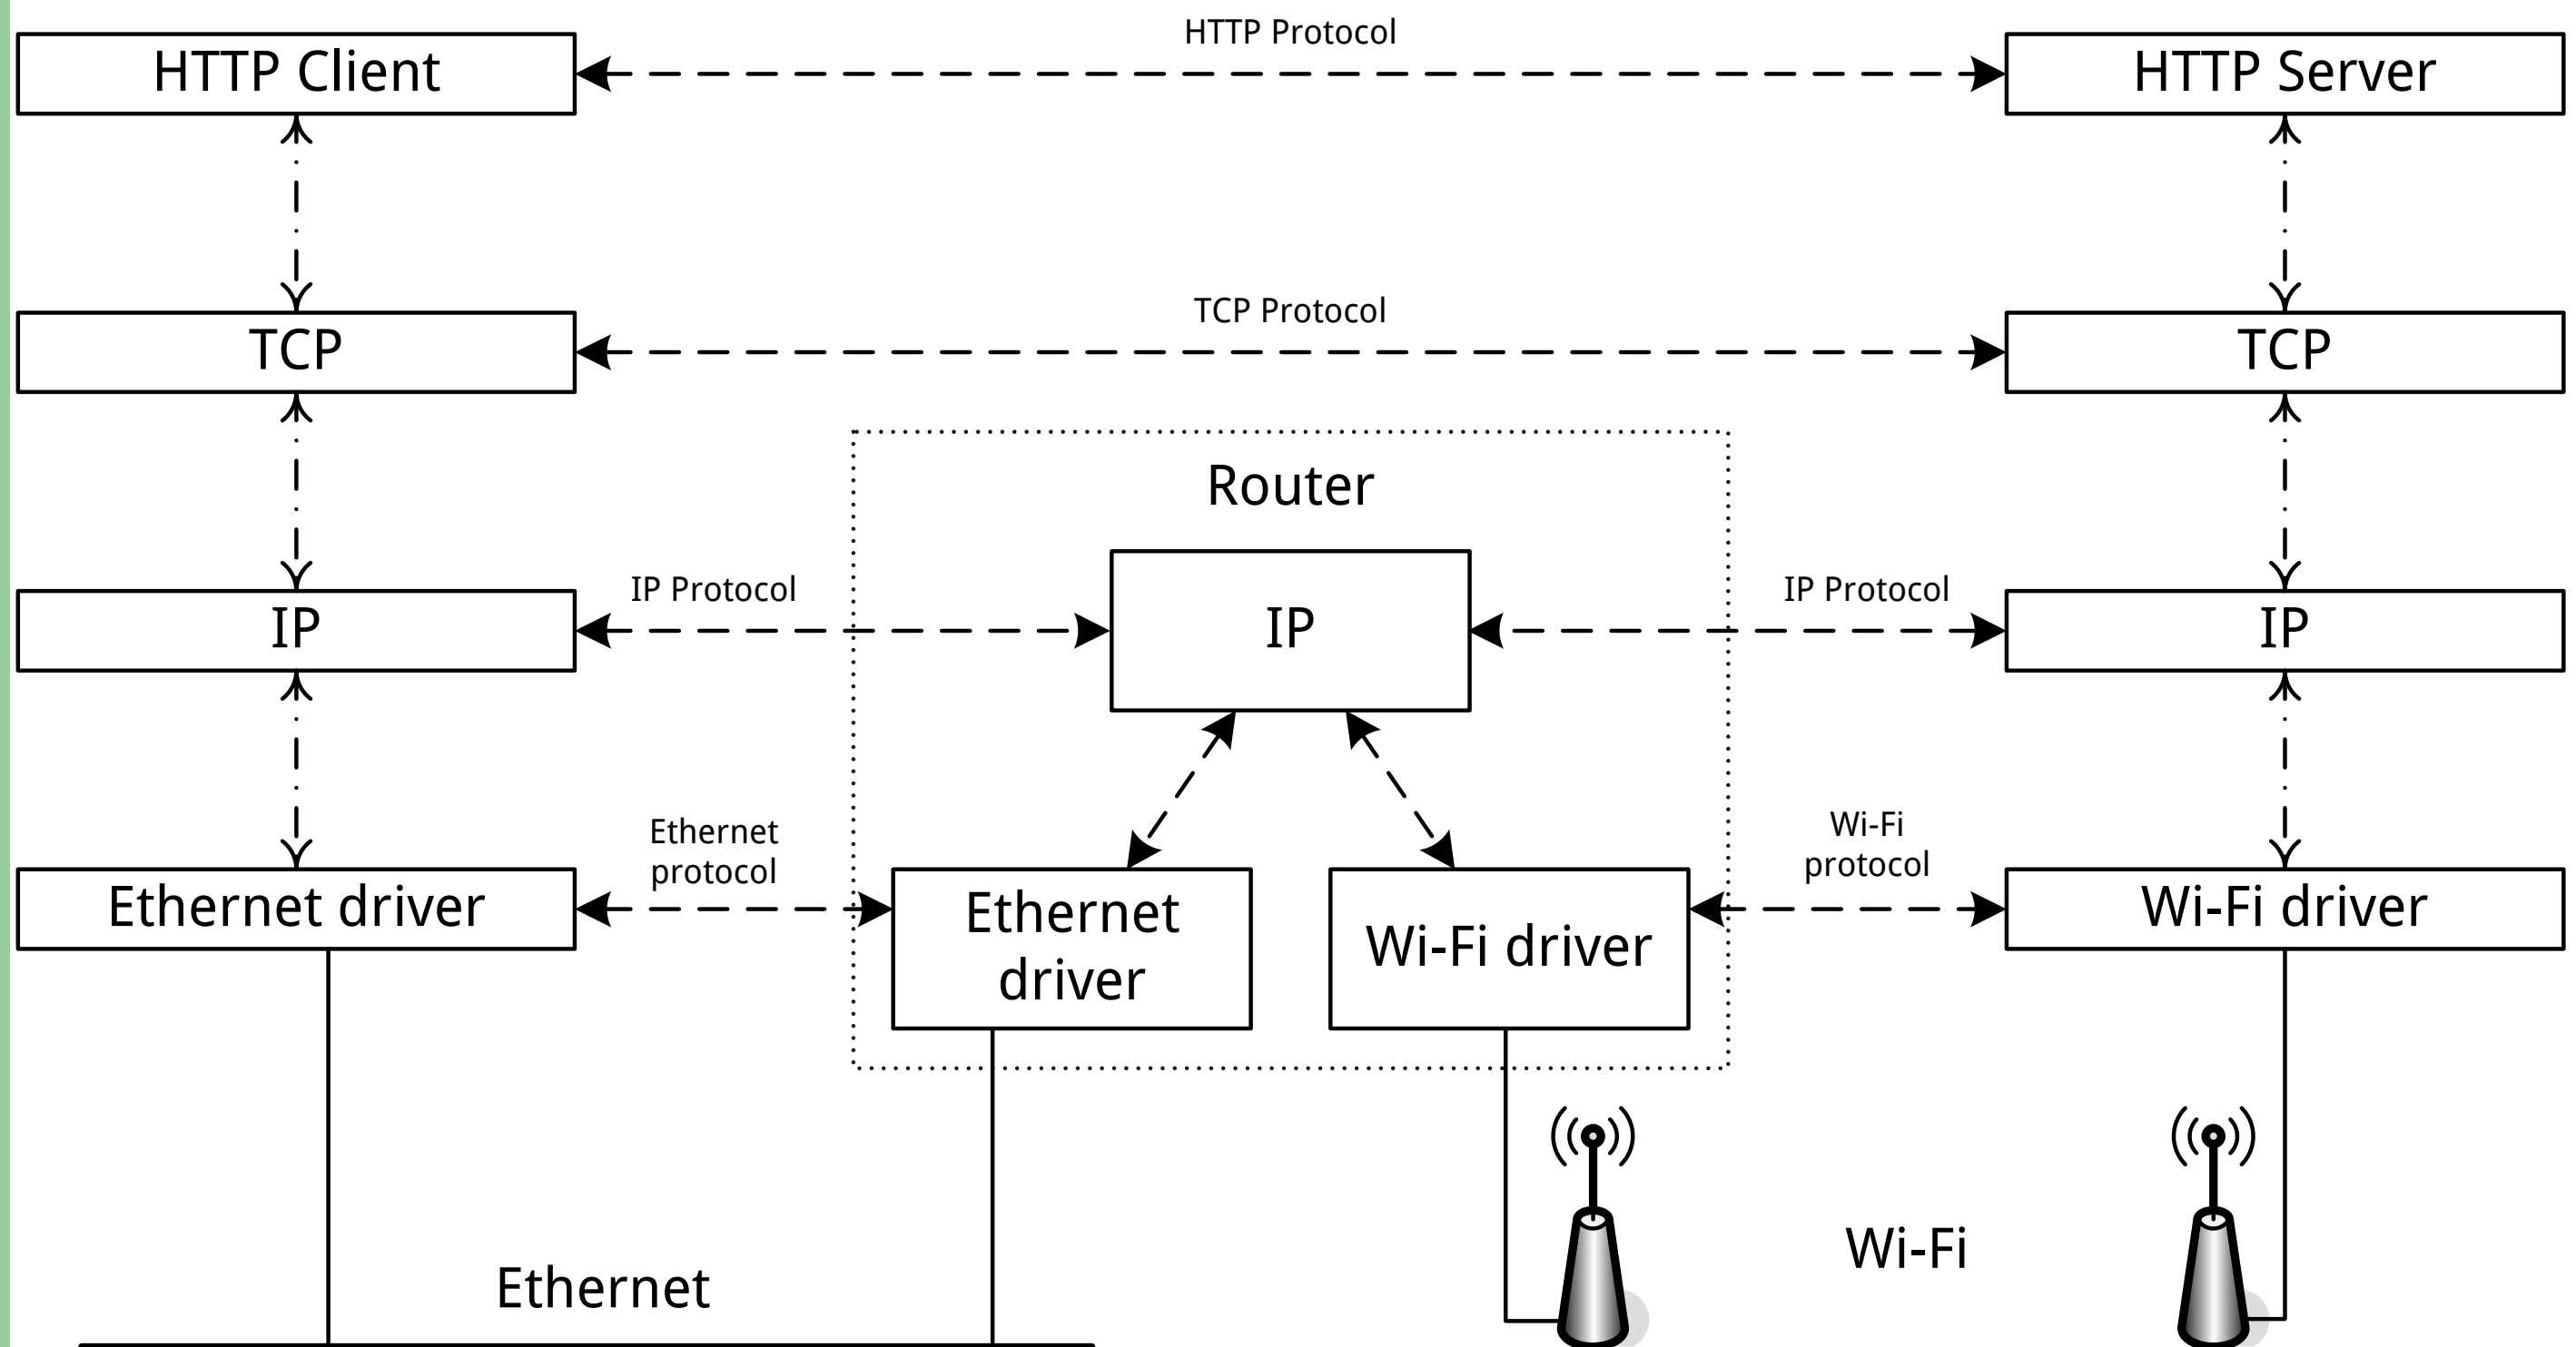 HTTP Protocol
HTTP Client
HTTP Server
TCP Protocol
TCP
TCP
Router
IP Protocol
IP Protocol
IP
IP
IP
Ethernet
protocol
Wi-Fi
protocol
Ethernet driver
Ethernet
driver
Wi-Fi driver
Wi-Fi driver
Ethernet
Wi-Fi